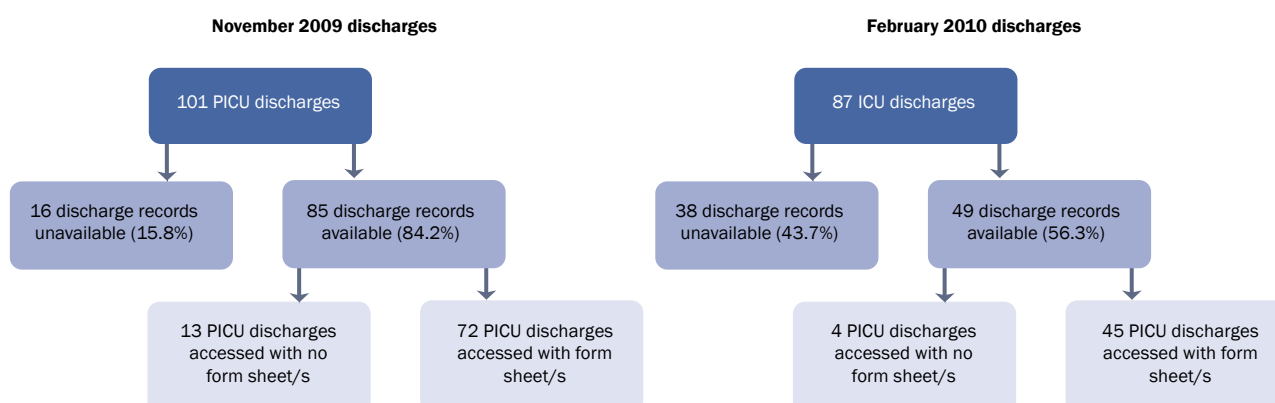 November 2009 discharges
101 PICU discharges
16 discharge records
unavailable (15.8%)
85 discharge records
available (84.2%)
13 PICU discharges
accessed with no
form sheet/s
72 PICU discharges
accessed with form
sheet/s
February 2010 discharges
87 ICU discharges
38 discharge records
unavailable (43.7%)
49 discharge records
available (56.3%)
4 PICU discharges
accessed with no
form sheet/s
45 PICU discharges
accessed with form
sheet/s